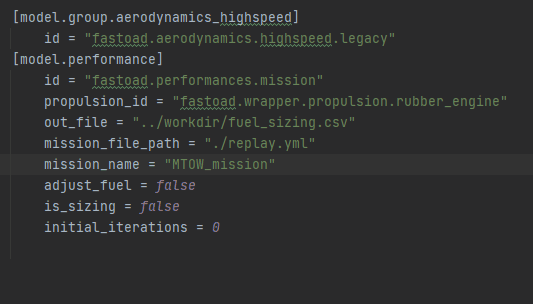 [model.group.aerodynamics_highspeed]
id = "fastoad.aerodynamics.highspeed.legacy"
[model.performance]
id = "fastoad.performances.mission"
propulsion_id = "fastoad.wrapper.propulsion.rubber_engine"
out_file = "../workdir/fuel_sizing.csv"
mission_file_path = "./replay.yml"
mission_name = "MTOW_mission"
adjust_fuel = false
is_sizing = false
initial_iterations = 0